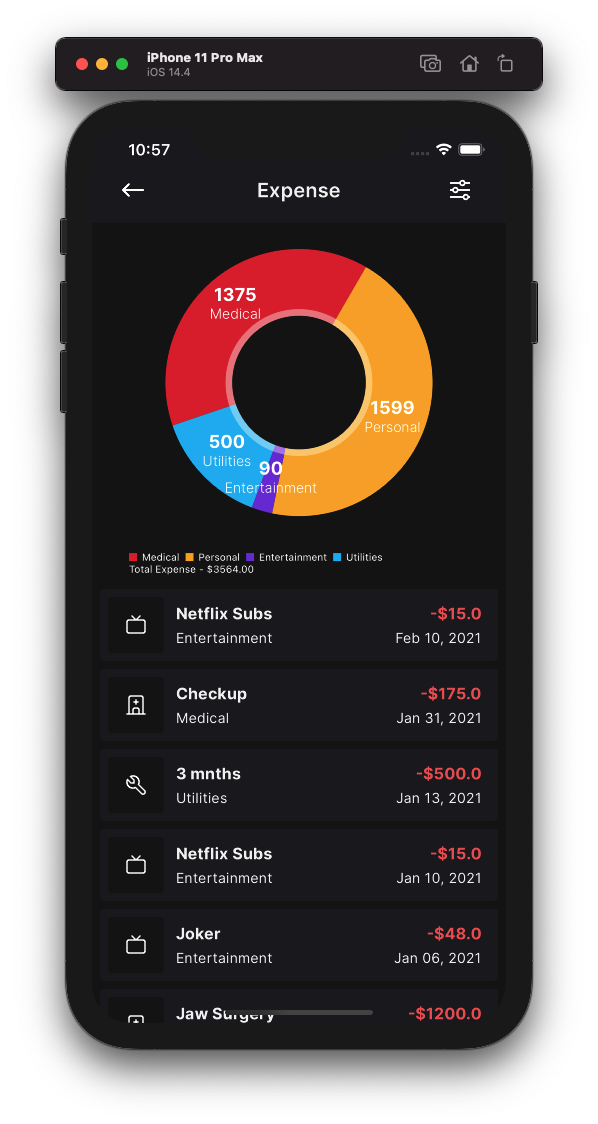 iPhone 11 Pro Max
iOS 14.4
10:57
Expense
1375
Medical
1599
Personal
500
Utilities
90
Entertainment
Medical Personal Entertainment Utilities
Total Expense - $3564.00
Netflix Subs -$15.0
Entertainment Feb 10, 2021
Checkup -$175.0
Medical Jan 31, 2021
3 mnths -$500.0
Utilities Jan 13, 2021
Netflix Subs -$15.0
Entertainment Jan 10, 2021
Joker -$48.0
Entertainment Jan 06, 2021
Jaw Surgery -$1200.0